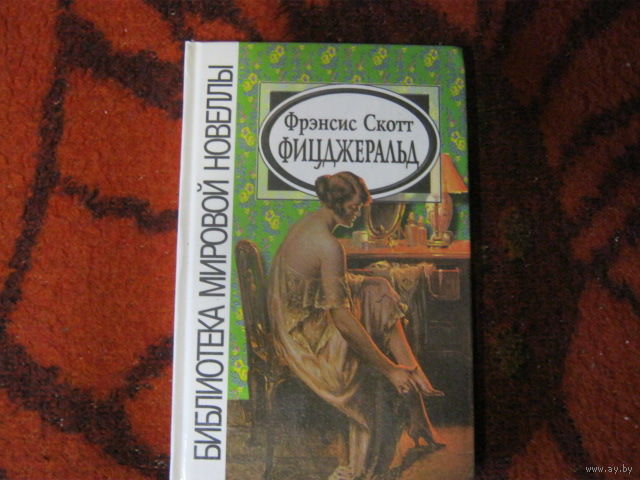 БИБЛИОТЕКА МИРОВОЙ НОВЕЛЛЫ
Фрэнсис Скотт
ФИЦДЖЕРАЛЬД
www.ay.by